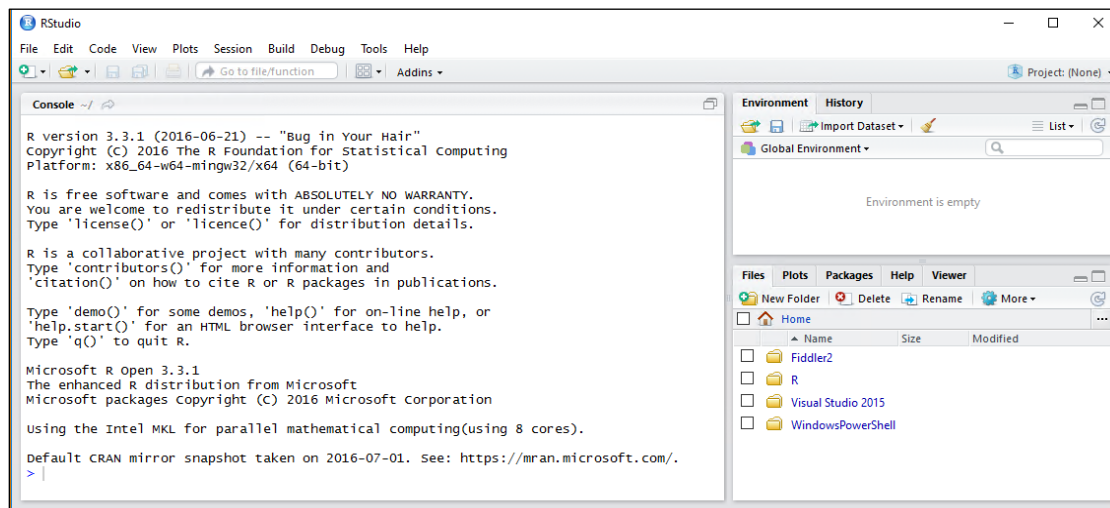 RStudio
File Edit Code View Plots Session Build Debug Tools Help
Go to file/function Addins Project: (None)
Console ~/
R version 3.3.1 (2016-06-21) -- "Bug in Your Hair"
Copyright (C) 2016 The R Foundation for Statistical Computing
Platform: x86_64-w64-mingw32/x64 (64-bit)
R is free software and comes with ABSOLUTELY NO WARRANTY.
You are welcome to redistribute it under certain conditions.
Type 'license()' or 'licence()' for distribution details.
R is a collaborative project with many contributors.
Type 'contributors()' for more information and
'citation()' on how to cite R or R packages in publications.
Type 'demo()' for some demos, 'help()' for on-line help, or
'help.start()' for an HTML browser interface to help.
Type 'q()' to quit R.
Microsoft R Open 3.3.1
The enhanced R distribution from Microsoft
Microsoft packages Copyright (C) 2016 Microsoft Corporation
Using the Intel MKL for parallel mathematical computing(using 8 cores).
Default CRAN mirror snapshot taken on 2016-07-01. See: https://mran.microsoft.com/.
>
Environment History
Import Dataset List
Global Environment
Environment is empty
Files Plots Packages Help Viewer
New Folder Delete Rename More
Home ...
Name Size Modified
Fiddler2
R
Visual Studio 2015
WindowsPowerShell